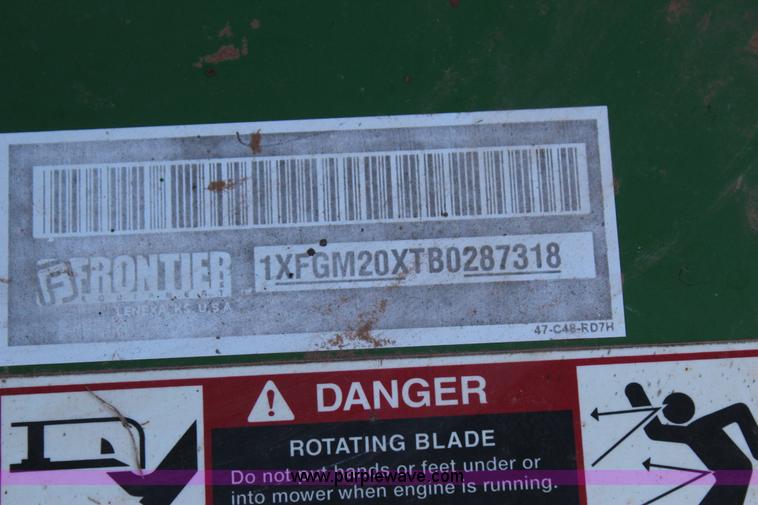 FRONTIER
EQUIPMENT
LENEXA, KS. U.S.A.
1XFGM20XTB0287318
47-C48-RD7H
DANGER
ROTATING BLADE
Do not put hands or feet under or
into mower when engine is running.
www.purplewave.com